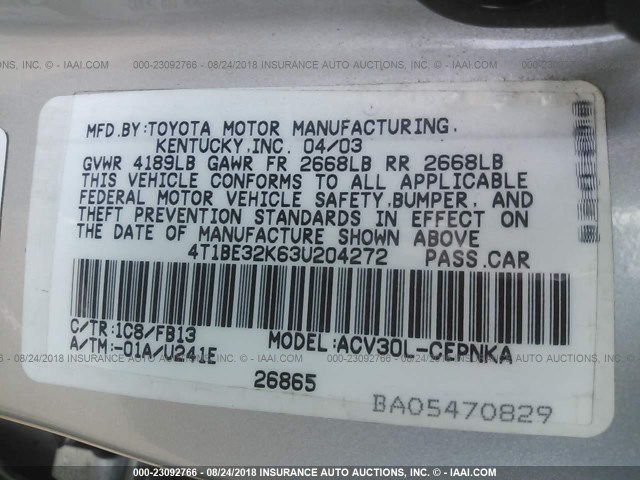 000-23092766 - 08/24/2018 INSURANCE AUTO AUCTIONS, INC. - IAAI.COM
MFD.BY:TOYOTA MOTOR MANUFACTURING,
KENTUCKY,INC. 04/03
GVWR 4189LB GAWR FR 2668LB RR 2668LB
THIS VEHICLE CONFORMS TO ALL APPLICABLE
FEDERAL MOTOR VEHICLE SAFETY,BUMPER, AND
THEFT PREVENTION STANDARDS IN EFFECT ON
THE DATE OF MANUFACTURE SHOWN ABOVE
4T1BE32K63U204272 PASS.CAR
C/TR:1C8/FB13 MODEL:ACV30L-CEPNKA
A/TM:-01A/U241E
26865
BA05470829
000-23092766 - 08/24/2018 INSURANCE AUTO AUCTIONS, INC. - IAAI.COM